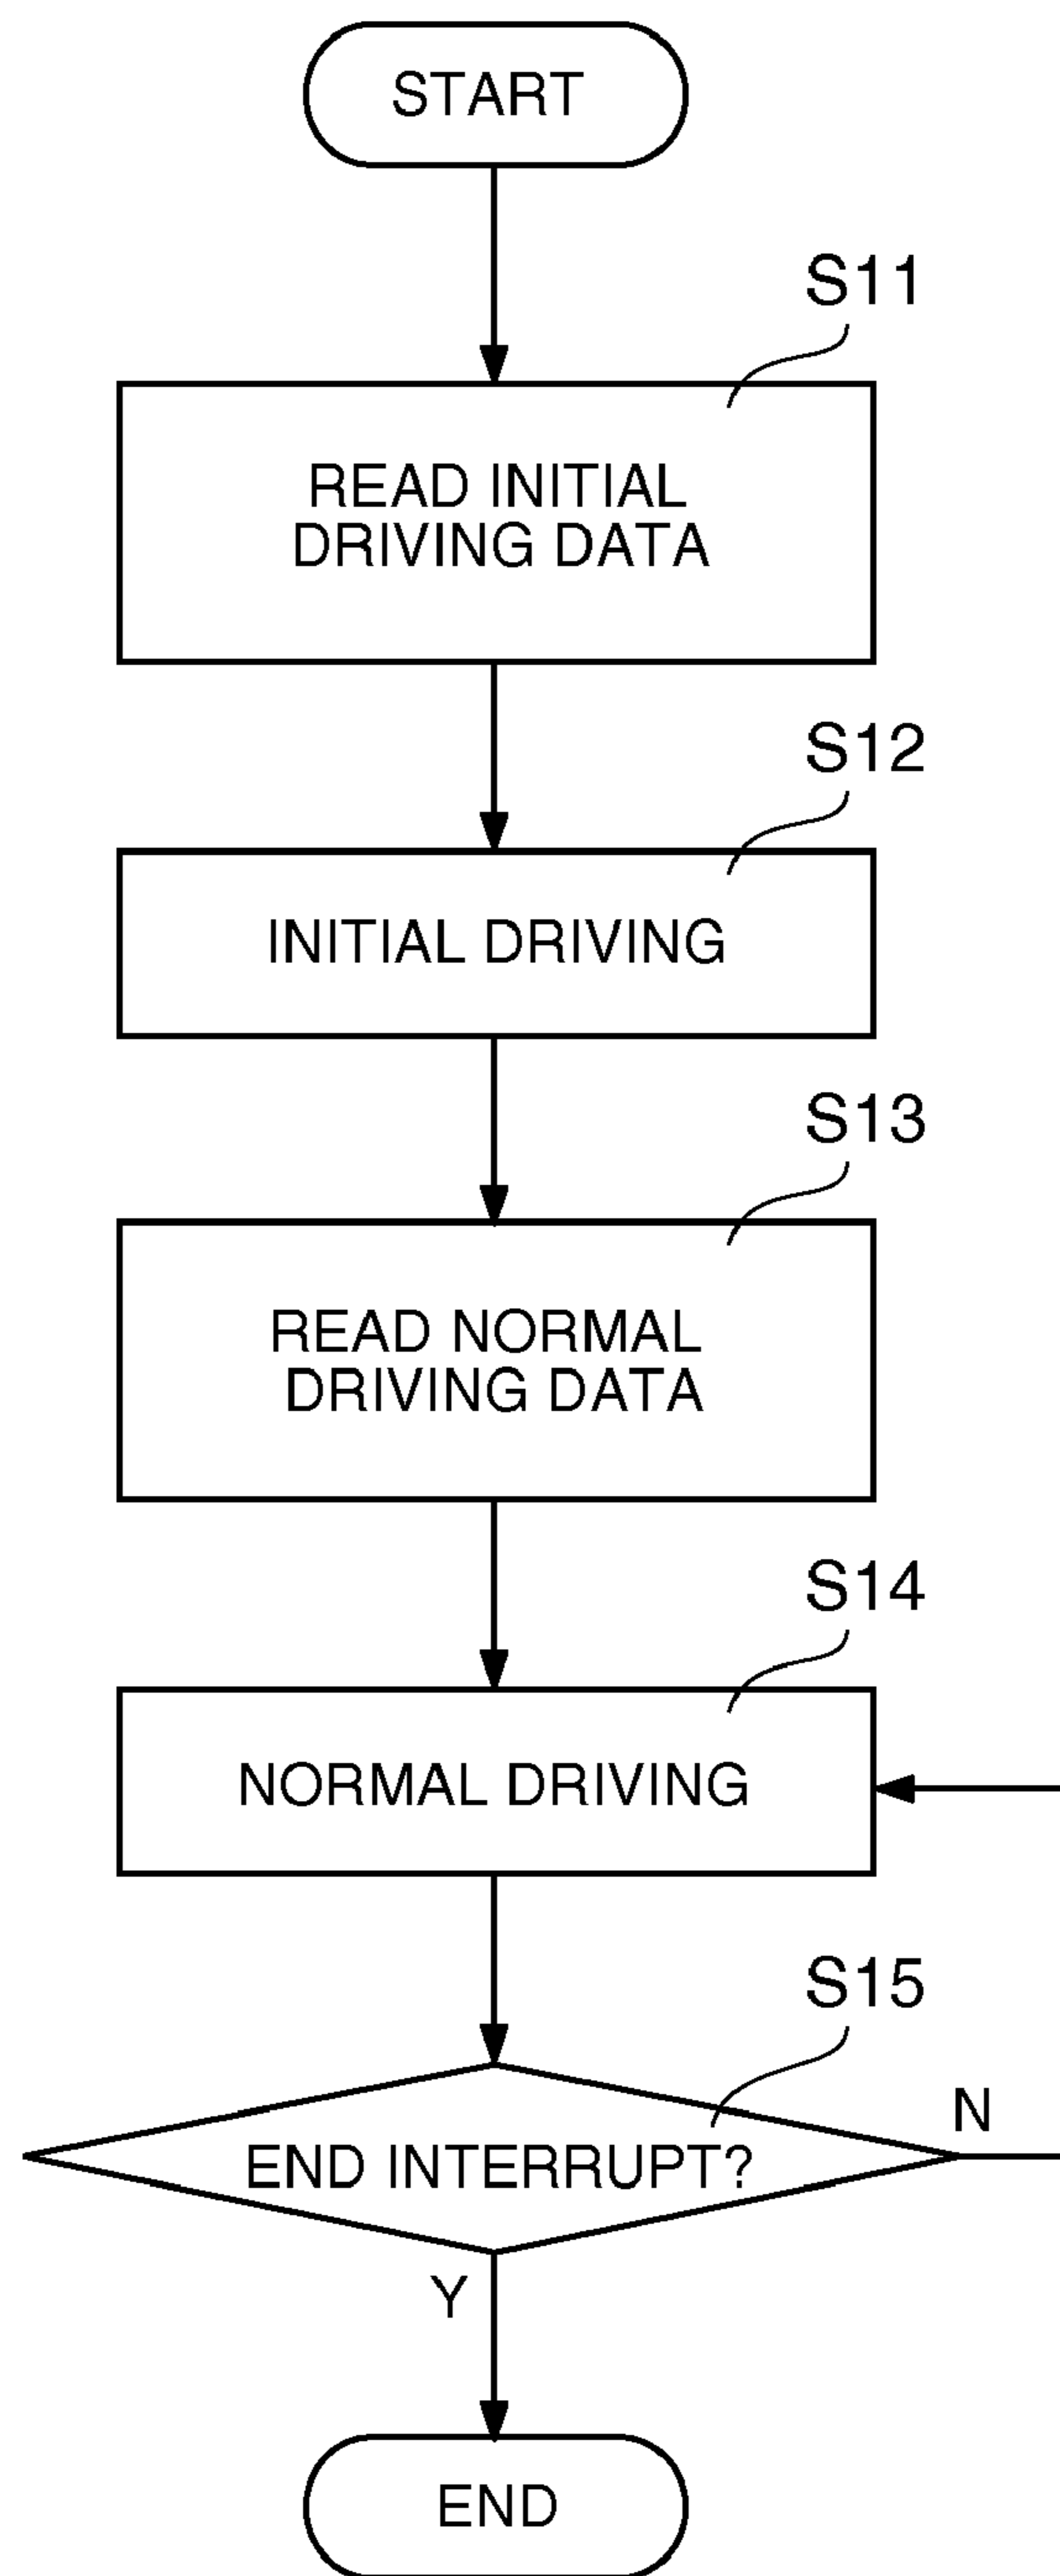 START
S11
READ INITIAL
DRIVING DATA
S12
INITIAL DRIVING
S13
READ NORMAL
DRIVING DATA
S14
NORMAL DRIVING
S15
END INTERRUPT?
N
Y
END